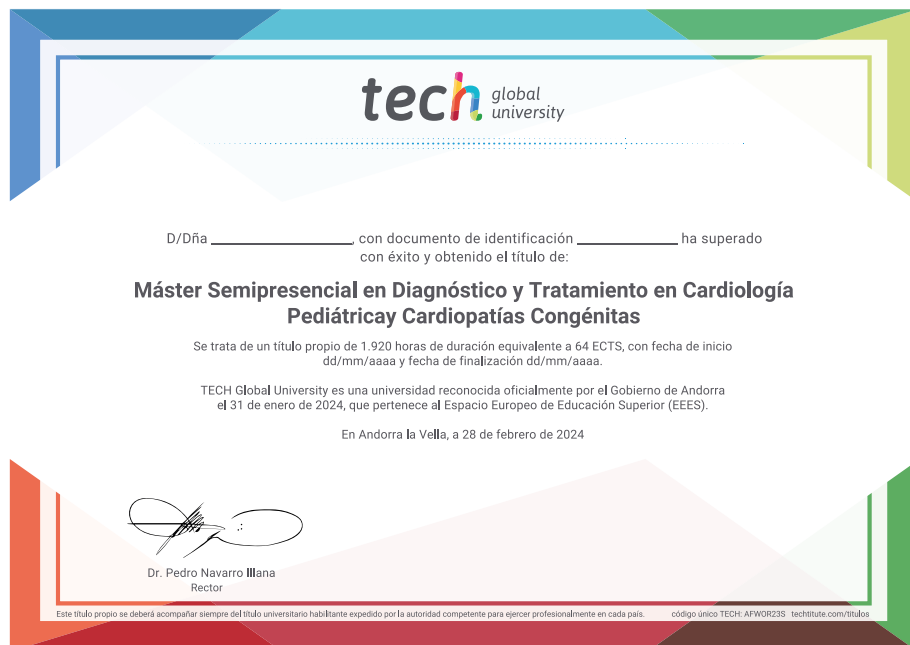 tech global
university
D/Dña ____________________, con documento de identificación ______________ ha superado
con éxito y obtenido el título de:
Máster Semipresencial en Diagnóstico y Tratamiento en Cardiología
Pediátricay Cardiopatías Congénitas
Se trata de un título propio de 1.920 horas de duración equivalente a 64 ECTS, con fecha de inicio
dd/mm/aaaa y fecha de finalización dd/mm/aaaa.
TECH Global University es una universidad reconocida oficialmente por el Gobierno de Andorra
el 31 de enero de 2024, que pertenece al Espacio Europeo de Educación Superior (EEES).
En Andorra la Vella, a 28 de febrero de 2024
Dr. Pedro Navarro Illana
Rector
Este título propio se deberá acompañar siempre del título universitario habilitante expedido por la autoridad competente para ejercer profesionalmente en cada país. código único TECH: AFWOR23S techtitute.com/titulos